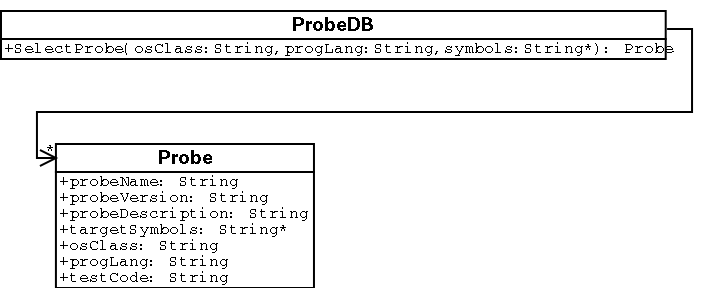 ProbeDB
+SelectProbe(osClass:String,progLang:String,symbols:String*): Probe
*
Probe
+probeName: String
+probeVersion: String
+probeDescription: String
+targetSymbols: String*
+osClass: String
+progLang: String
+testCode: String